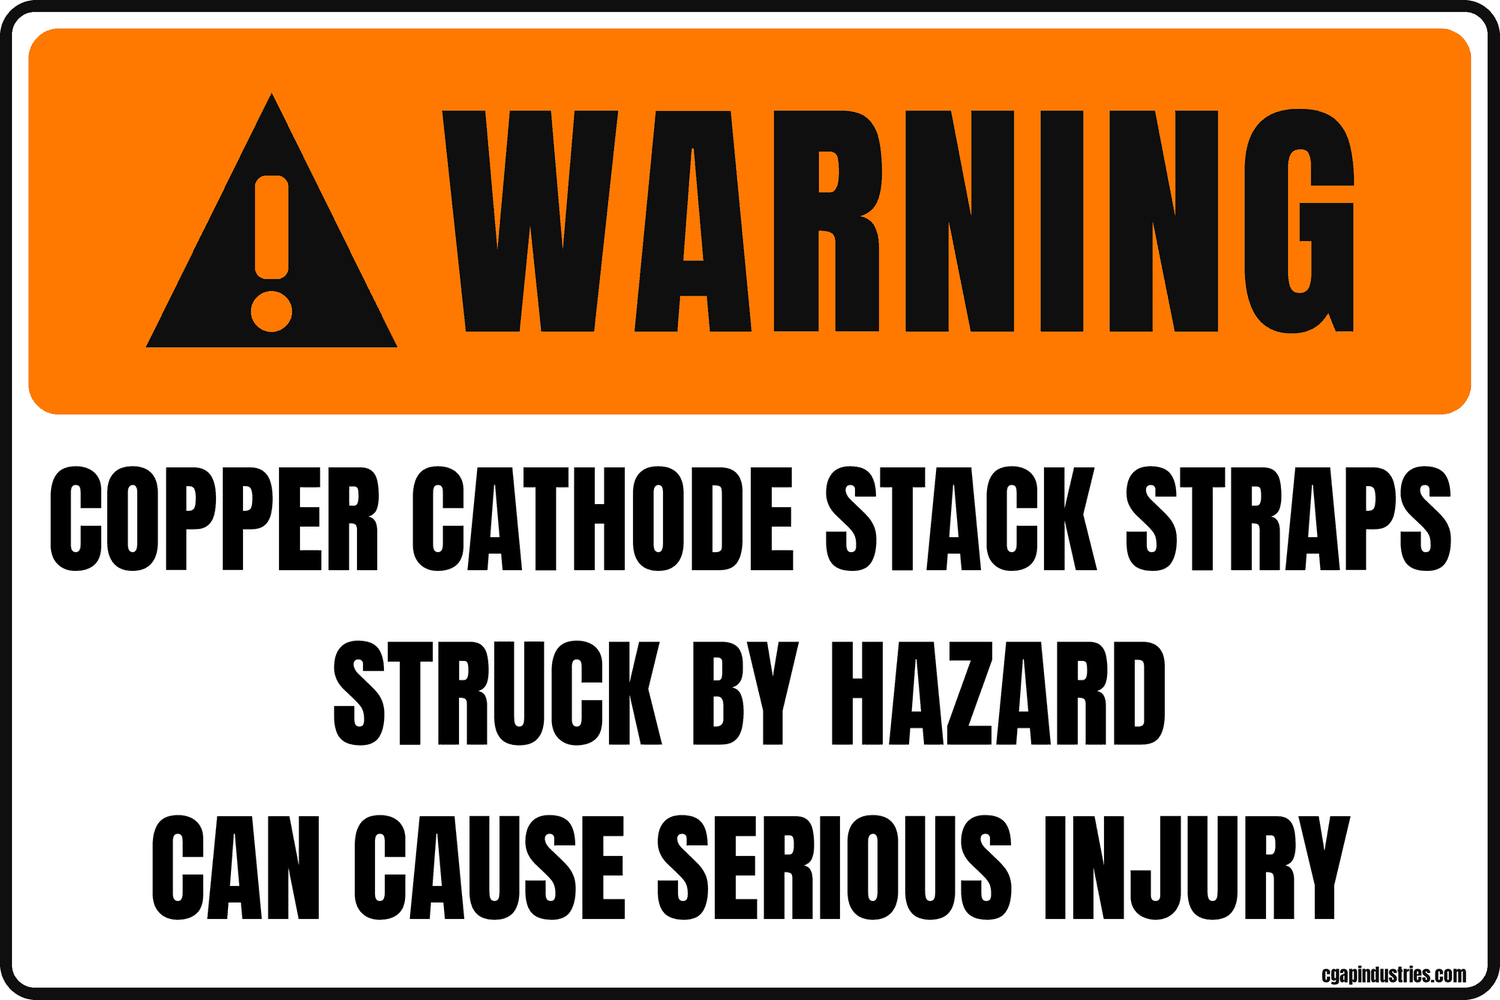 WARNING
COPPER CATHODE STACK STRAPS
STRUCK BY HAZARD
CAN CAUSE SERIOUS INJURY
cgapindustries.com